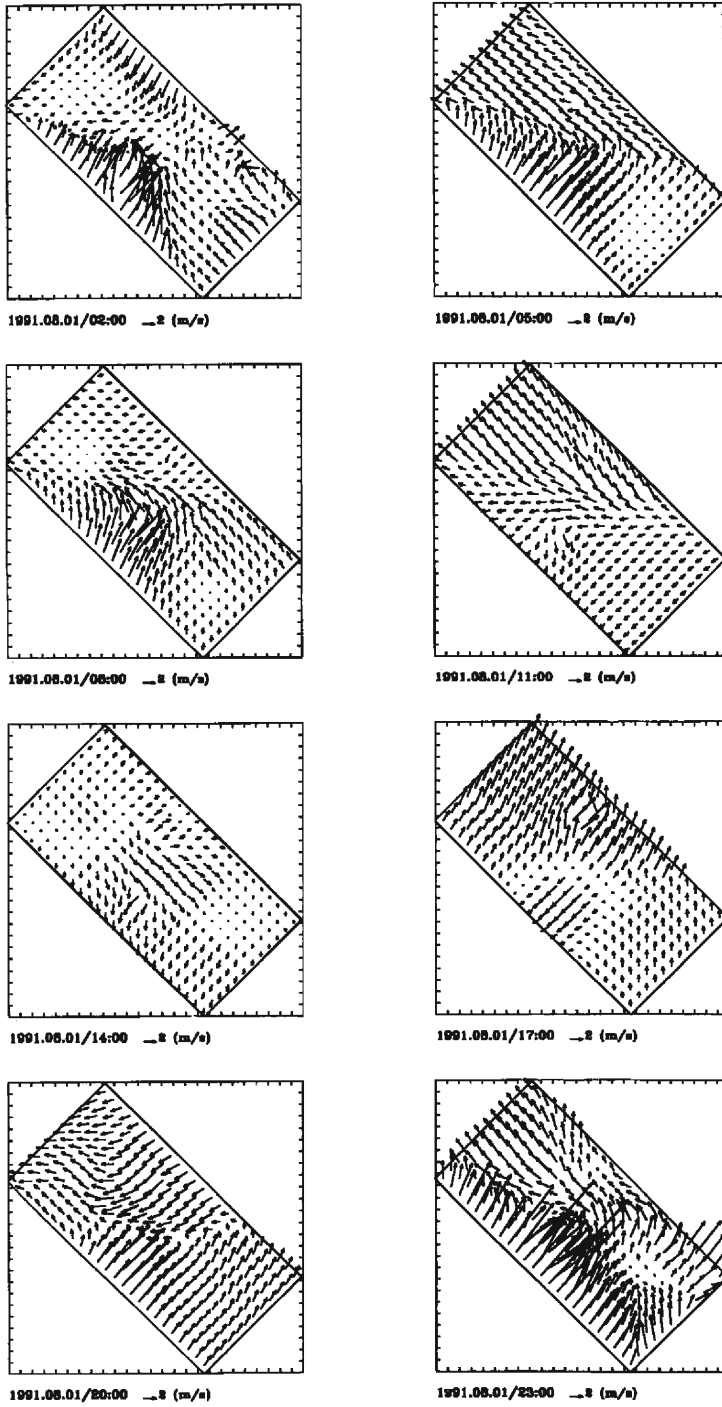 1991.08.01/02:00 →2 (m/s)
1991.08.01/05:00 →2 (m/s)
1991.08.01/08:00 →2 (m/s)
1991.08.01/11:00 →2 (m/s)
1991.08.01/14:00 →2 (m/s)
1991.08.01/17:00 →2 (m/s)
1991.08.01/20:00 →2 (m/s)
1991.08.01/23:00 →2 (m/s)